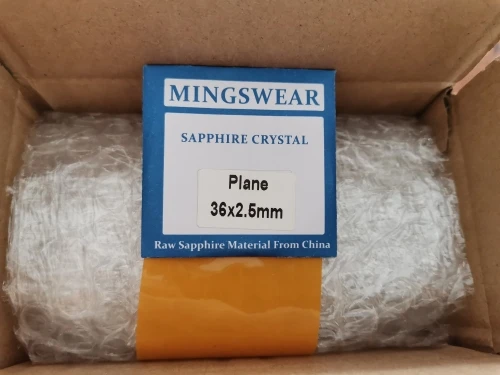 MINGSWEAR
SAPPHIRE CRYSTAL
Plane
36x2.5mm
Raw Sapphire Material From China